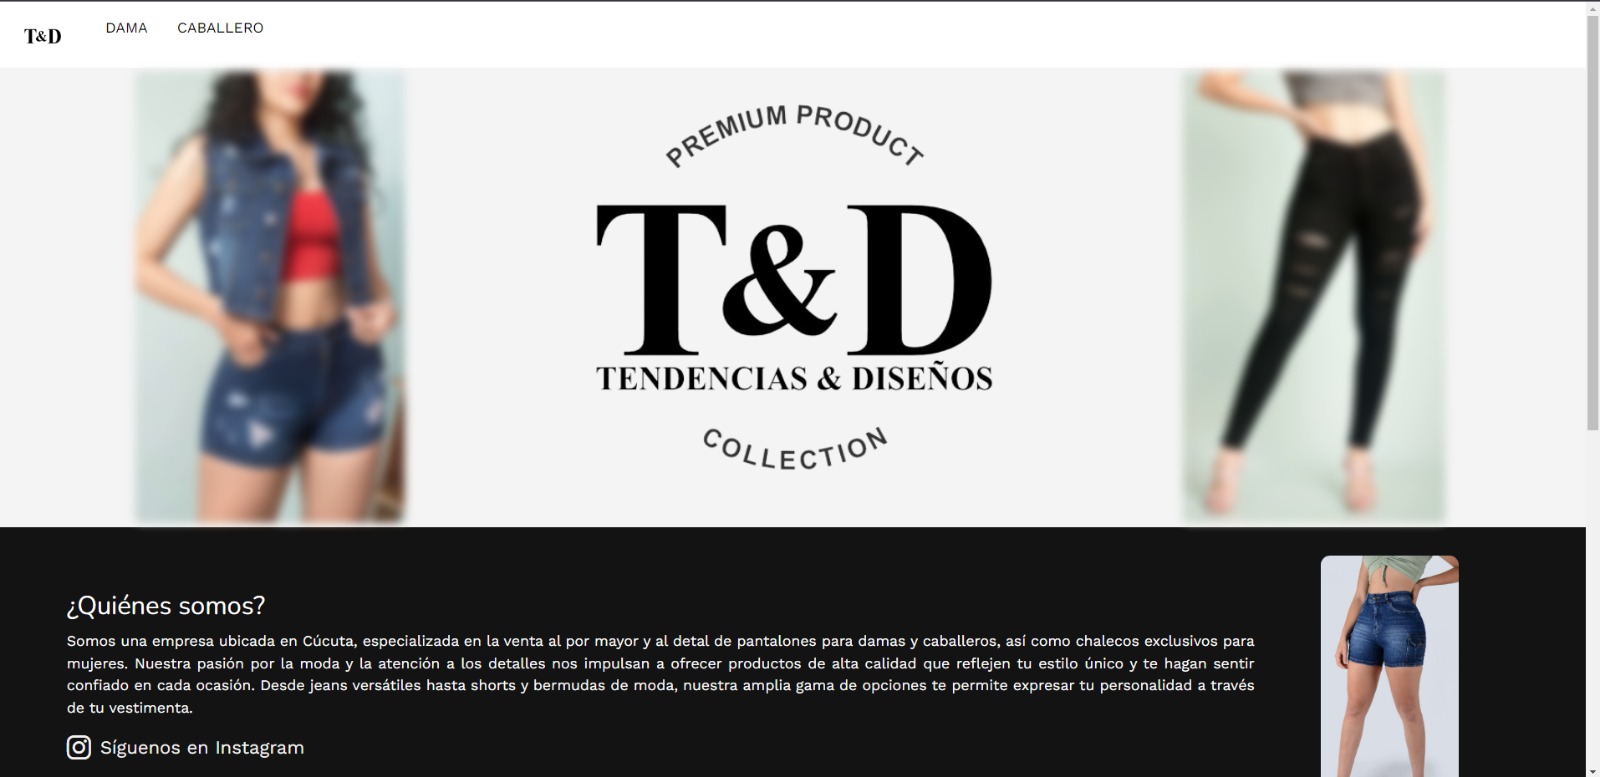 T&D
DAMA
CABALLERO
PREMIUM PRODUCT
T&D
TENDENCIAS & DISEÑOS
COLLECTION
¿Quiénes somos?
Somos una empresa ubicada en Cúcuta, especializada en la venta al por mayor y al detal de pantalones para damas y caballeros, así como chalecos exclusivos para
mujeres. Nuestra pasión por la moda y la atención a los detalles nos impulsan a ofrecer productos de alta calidad que reflejen tu estilo único y te hagan sentir
confiado en cada ocasión. Desde jeans versátiles hasta shorts y bermudas de moda, nuestra amplia gama de opciones te permite expresar tu personalidad a través
de tu vestimenta.
Síguenos en Instagram